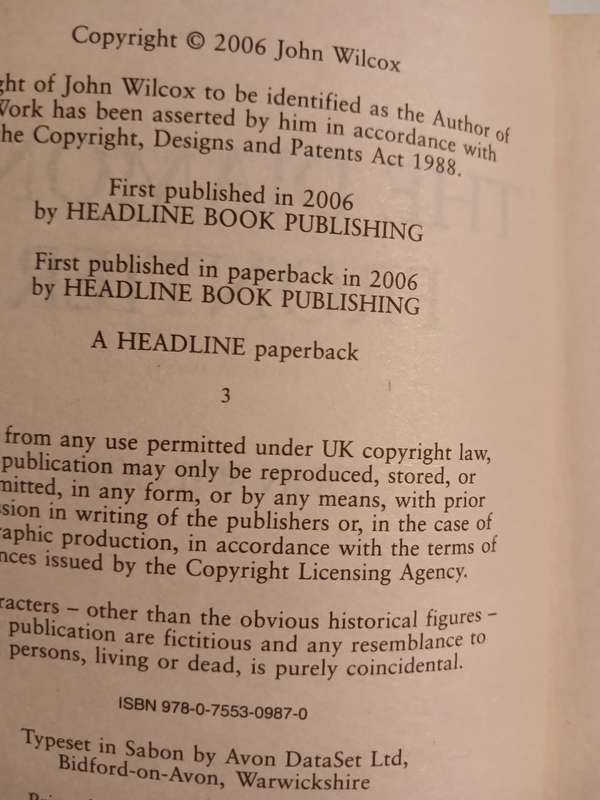 Copyright © 2006 John Wilcox
of John Wilcox to be identified as the Author of
Work has been asserted by him in accordance with
the Copyright, Designs and Patents Act 1988.
First published in 2006
by HEADLINE BOOK PUBLISHING
First published in paperback in 2006
by HEADLINE BOOK PUBLISHING
A HEADLINE paperback
3
from any use permitted under UK copyright law,
publication may only be reproduced, stored, or
mitted, in any form, or by any means, with prior
ssion in writing of the publishers or, in the case of
raphic production, in accordance with the terms of
nces issued by the Copyright Licensing Agency.
racters – other than the obvious historical figures –
publication are fictitious and any resemblance to
persons, living or dead, is purely coincidental.
ISBN 978-0-7553-0987-0
Typeset in Sabon by Avon DataSet Ltd,
Bidford-on-Avon, Warwickshire